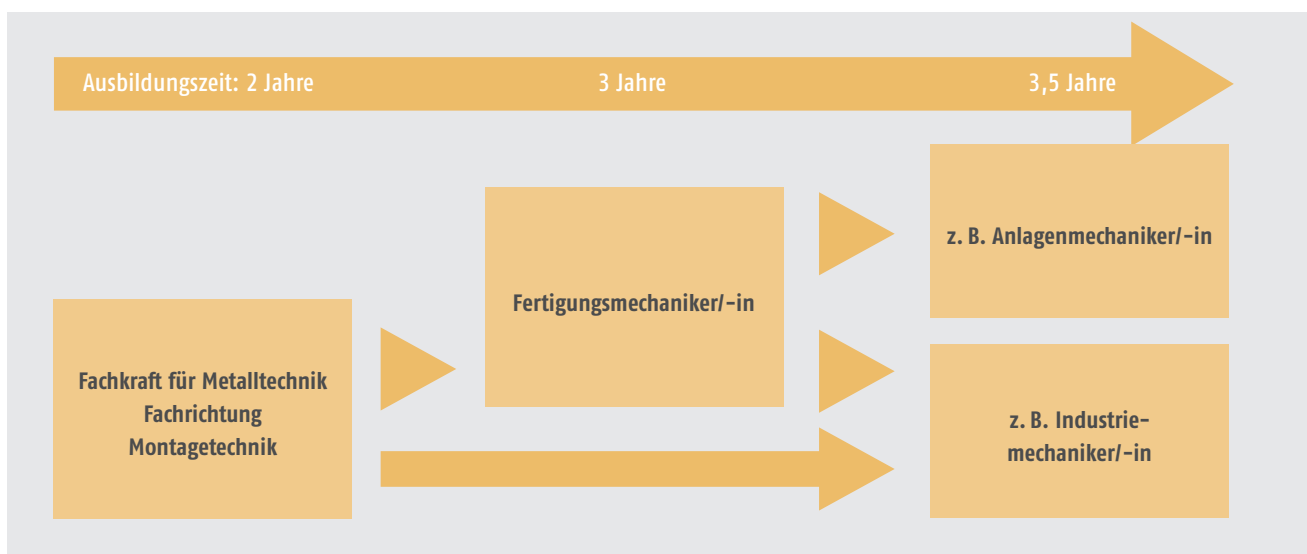 Ausbildungszeit: 2 Jahre
3 Jahre
3,5 Jahre
z. B. Anlagenmechaniker/-in
Fertigungsmechaniker/-in
Fachkraft für Metalltechnik
Fachrichtung
Montagetechnik
z. B. Industrie-
mechaniker/-in